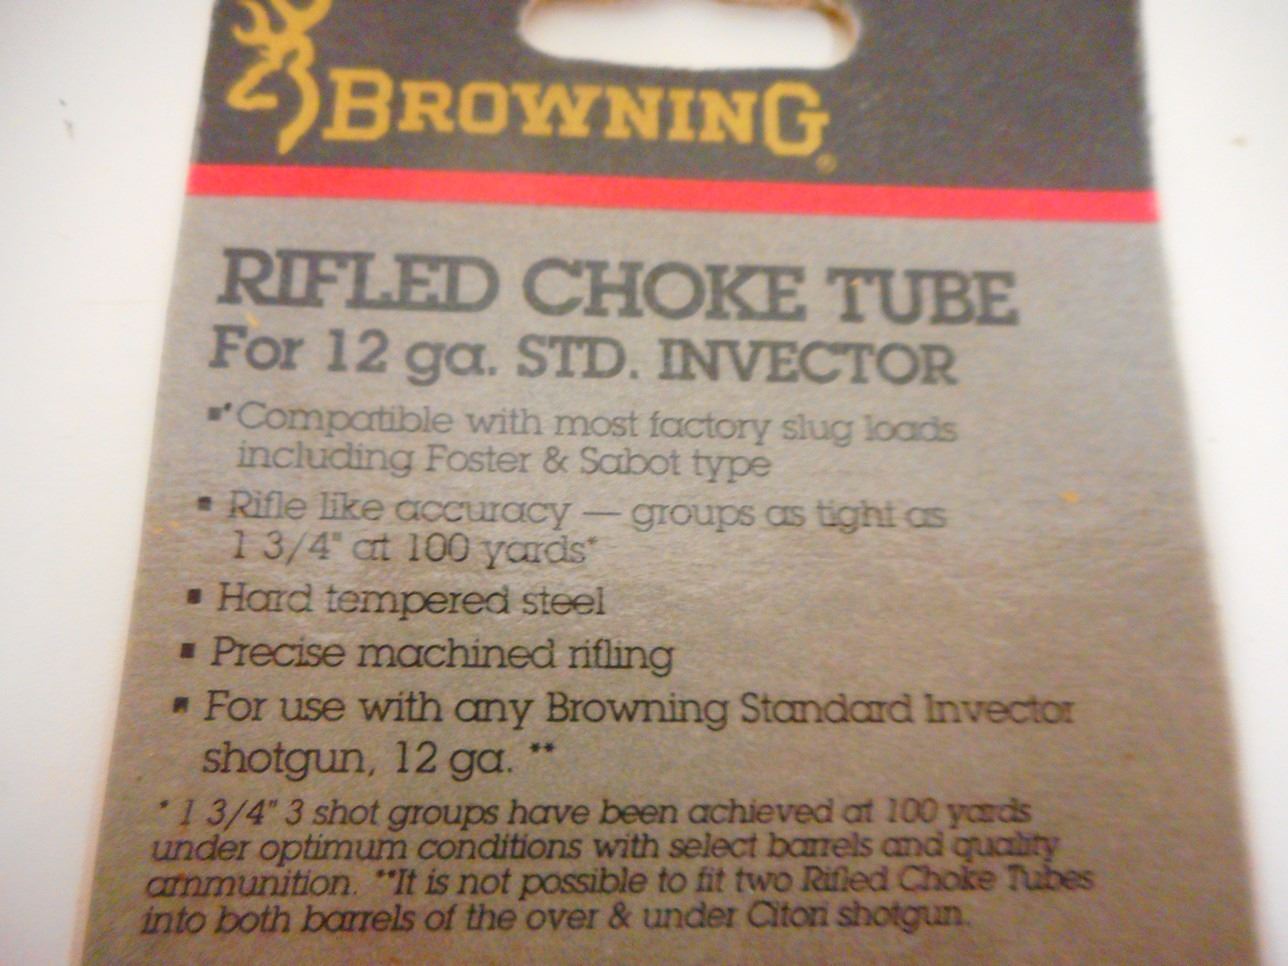 BROWNING®
RIFLED CHOKE TUBE
For 12 ga. STD. INVECTOR
▪ Compatible with most factory slug loads
including Foster & Sabot type
▪ Rifle like accuracy — groups as tight as
1 3/4" at 100 yards*
▪ Hard tempered steel
▪ Precise machined rifling
▪ For use with any Browning Standard Invector
shotgun, 12 ga. **
* 1 3/4" 3 shot groups have been achieved at 100 yards
under optimum conditions with select barrels and quality
ammunition. **It is not possible to fit two Rifled Choke Tubes
into both barrels of the over & under Citori shotgun.